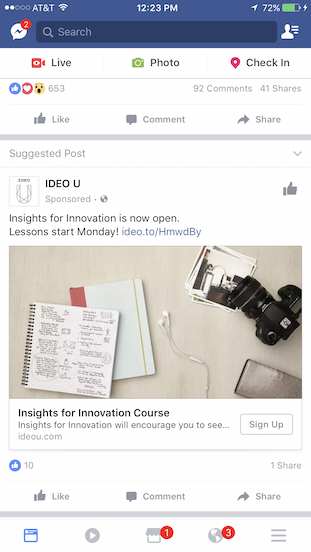 AT&T 12:23 PM 72%
2
Search
Live Photo Check In
653 92 Comments 41 Shares
Like Comment Share
Suggested Post
IDEO
U
IDEO U
Sponsored ·
Insights for Innovation is now open.
Lessons start Monday! ideo.to/HmwdBy
Insights for Innovation Course
Insights for Innovation will encourage you to see...
ideou.com
Sign Up
10 1 Share
Like Comment Share
1 3